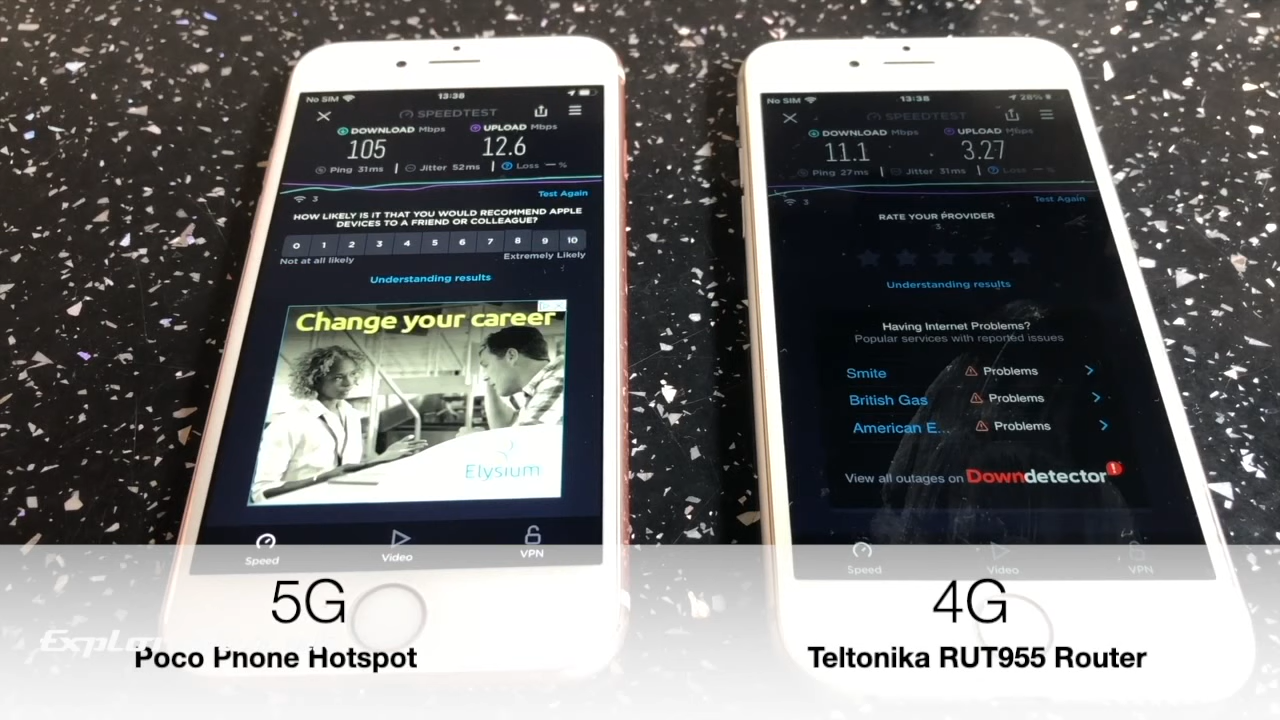 No SIM
13:38
SPEEDTEST
DOWNLOAD Mbps
UPLOAD Mbps
105
12.6
Ping 31ms
Jitter 52ms
Loss — %
3
Test Again
HOW LIKELY IS IT THAT YOU WOULD RECOMMEND APPLE
DEVICES TO A FRIEND OR COLLEAGUE?
0 1 2 3 4 5 6 7 8 9 10
Not at all likely
Extremely Likely
Understanding results
Change your career
Elysium
Speed
Video
VPN
No SIM
13:38
28%
SPEEDTEST
DOWNLOAD Mbps
UPLOAD Mbps
11.1
3.27
Ping 27ms
Jitter 31ms
Loss — %
3
Test Again
RATE YOUR PROVIDER
3
Understanding results
Having Internet Problems?
Popular services with reported issues
Smite
Problems
British Gas
Problems
American E...
Problems
View all outages on Downdetector!
Speed
Video
VPN
5G
Poco Phone Hotspot
4G
Teltonika RUT955 Router